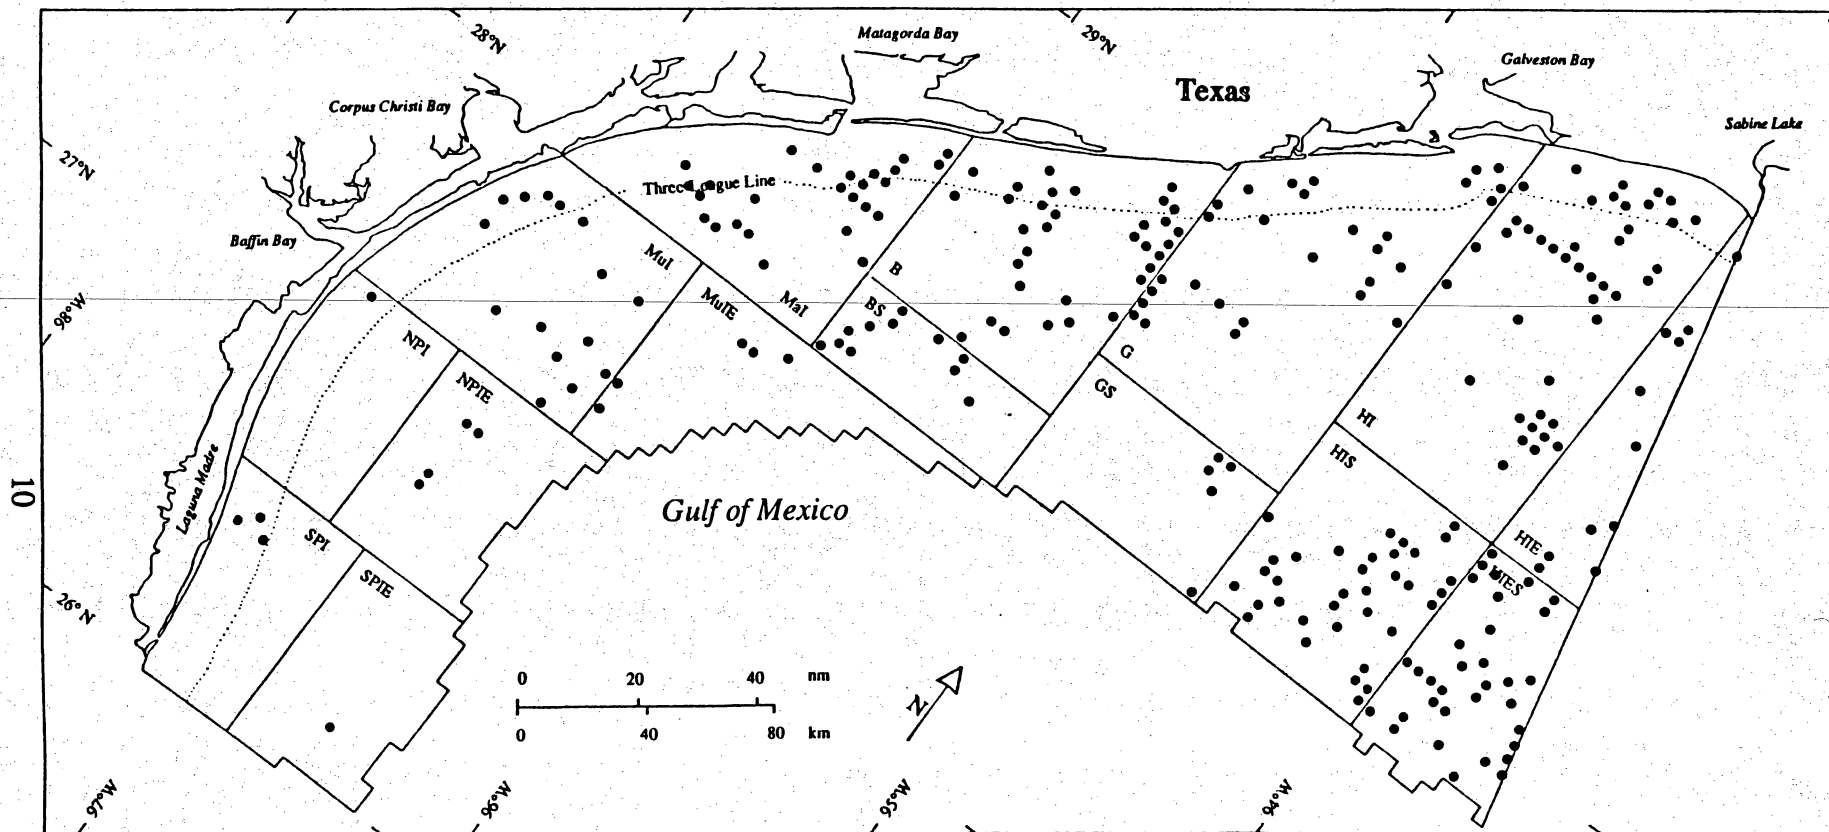 28°N
Matagorda Bay
29°N
Galveston Bay
Texas
Corpus Christi Bay
Sabine Lake
27°N
Three League Line
Baffin Bay
MuI
B
98°W
MuIE
MaI
BS
NPI
G
NPIE
GS
HI
HIS
Laguna Madre
10
Gulf of Mexico
SPI
HIE
SPIE
HIES
26°N
0 20 40 nm
N
0 40 80 km
97°W
96°W
95°W
94°W